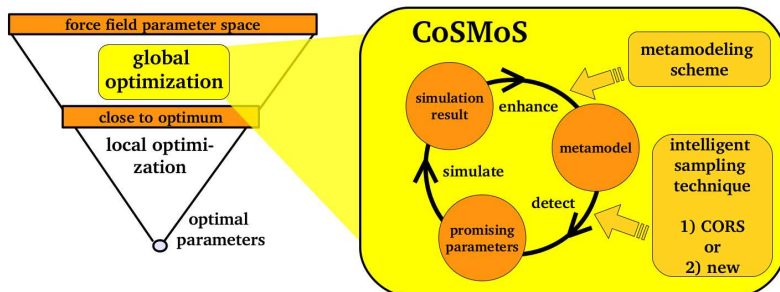 force field parameter space
global
optimization
close to optimum
local optimi-
zation
optimal
parameters
CoSMoS
simulation
result
enhance
metamodel
simulate
detect
promising
parameters
metamodeling
scheme
intelligent
sampling
technique
1) CORS
or
2) new